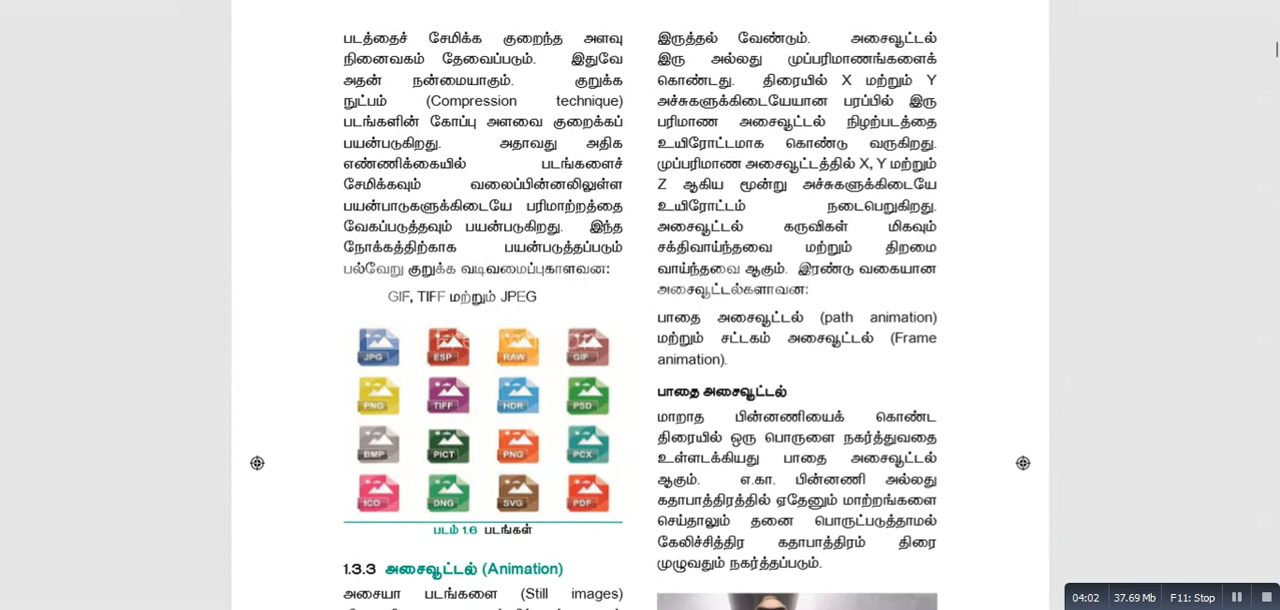 படத்தைச் சேமிக்க குறைந்த அளவு
நினைவகம் தேவைப்படும். இதுவே
அதன் நன்மையாகும். குறுக்க
நுட்பம் (Compression technique)
படங்களின் கோப்பு அளவை குறைக்கப்
பயன்படுகிறது. அதாவது அதிக
எண்ணிக்கையில் படங்களைச்
சேமிக்கவும் வலைப்பின்னலிலுள்ள
பயன்பாடுகளுக்கிடையே பரிமாற்றத்தை
வேகப்படுத்தவும் பயன்படுகிறது. இந்த
நோக்கத்திற்காக பயன்படுத்தப்படும்
பல்வேறு குறுக்க வடிவமைப்புகாளவன:
GIF, TIFF மற்றும் JPEG
JPG ESP RAW GIF
PNG TIFF HDR PSD
BMP PICT PNG PCX
ICO DNG SVG PDF
படம் 1.6 படங்கள்
1.3.3 அசைவூட்டல் (Animation)
அசையா படங்களை (Still images)
இருத்தல் வேண்டும். அசைவூட்டல்
இரு அல்லது முப்பரிமாணங்களைக்
கொண்டது. திரையில் X மற்றும் Y
அச்சுகளுக்கிடையேயான பரப்பில் இரு
பரிமாண அசைவூட்டல் நிழற்படத்தை
உயிரோட்டமாக கொண்டு வருகிறது.
முப்பரிமாண அசைவூட்டத்தில் X, Y மற்றும்
Z ஆகிய மூன்று அச்சுகளுக்கிடையே
உயிரோட்டம் நடைபெறுகிறது.
அசைவூட்டல் கருவிகள் மிகவும்
சக்திவாய்ந்தவை மற்றும் திறமை
வாய்ந்தவை ஆகும். இரண்டு வகையான
அசைவூட்டல்களாவன:
பாதை அசைவூட்டல் (path animation)
மற்றும் சட்டகம் அசைவூட்டல் (Frame
animation).
பாதை அசைவூட்டல்
மாறாத பின்னணியைக் கொண்ட
திரையில் ஒரு பொருளை நகர்த்துவதை
உள்ளடக்கியது பாதை அசைவூட்டல்
ஆகும். எ.கா. பின்னணி அல்லது
கதாபாத்திரத்தில் ஏதேனும் மாற்றங்களை
செய்தாலும் தனை பொருட்படுத்தாமல்
கேலிச்சித்திர கதாபாத்திரம் திரை
முழுவதும் நகர்த்தப்படும்.
04:02 37.69 Mb F11: Stop